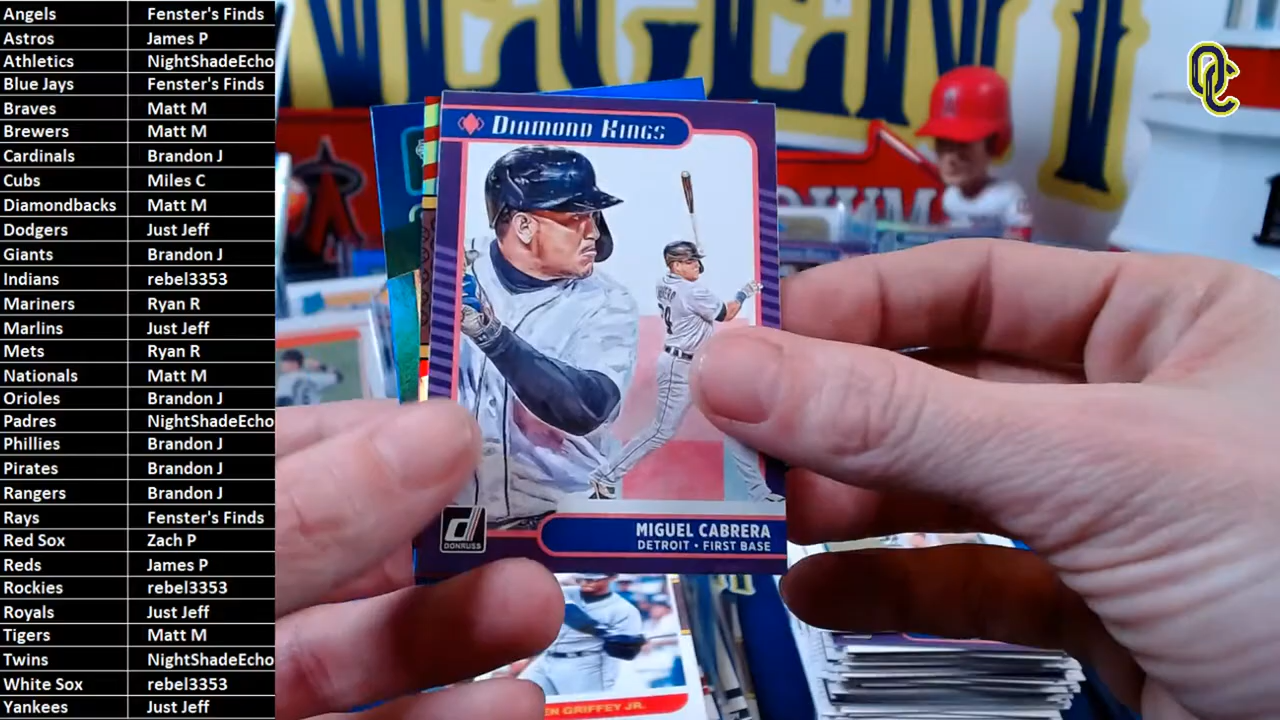 Angels Fenster's Finds
Astros James P
Athletics NightShadeEcho
Blue Jays Fenster's Finds
Braves Matt M
Brewers Matt M
Cardinals Brandon J
Cubs Miles C
Diamondbacks Matt M
Dodgers Just Jeff
Giants Brandon J
Indians rebel3353
Mariners Ryan R
Marlins Just Jeff
Mets Ryan R
Nationals Matt M
Orioles Brandon J
Padres NightShadeEcho
Phillies Brandon J
Pirates Brandon J
Rangers Brandon J
Rays Fenster's Finds
Red Sox Zach P
Reds James P
Rockies rebel3353
Royals Just Jeff
Tigers Matt M
Twins NightShadeEcho
White Sox rebel3353
Yankees Just Jeff
OC
DIAMOND KINGS
MIGUEL CABRERA
DETROIT • FIRST BASE
d
DONRUSS
EN GRIFFEY JR.